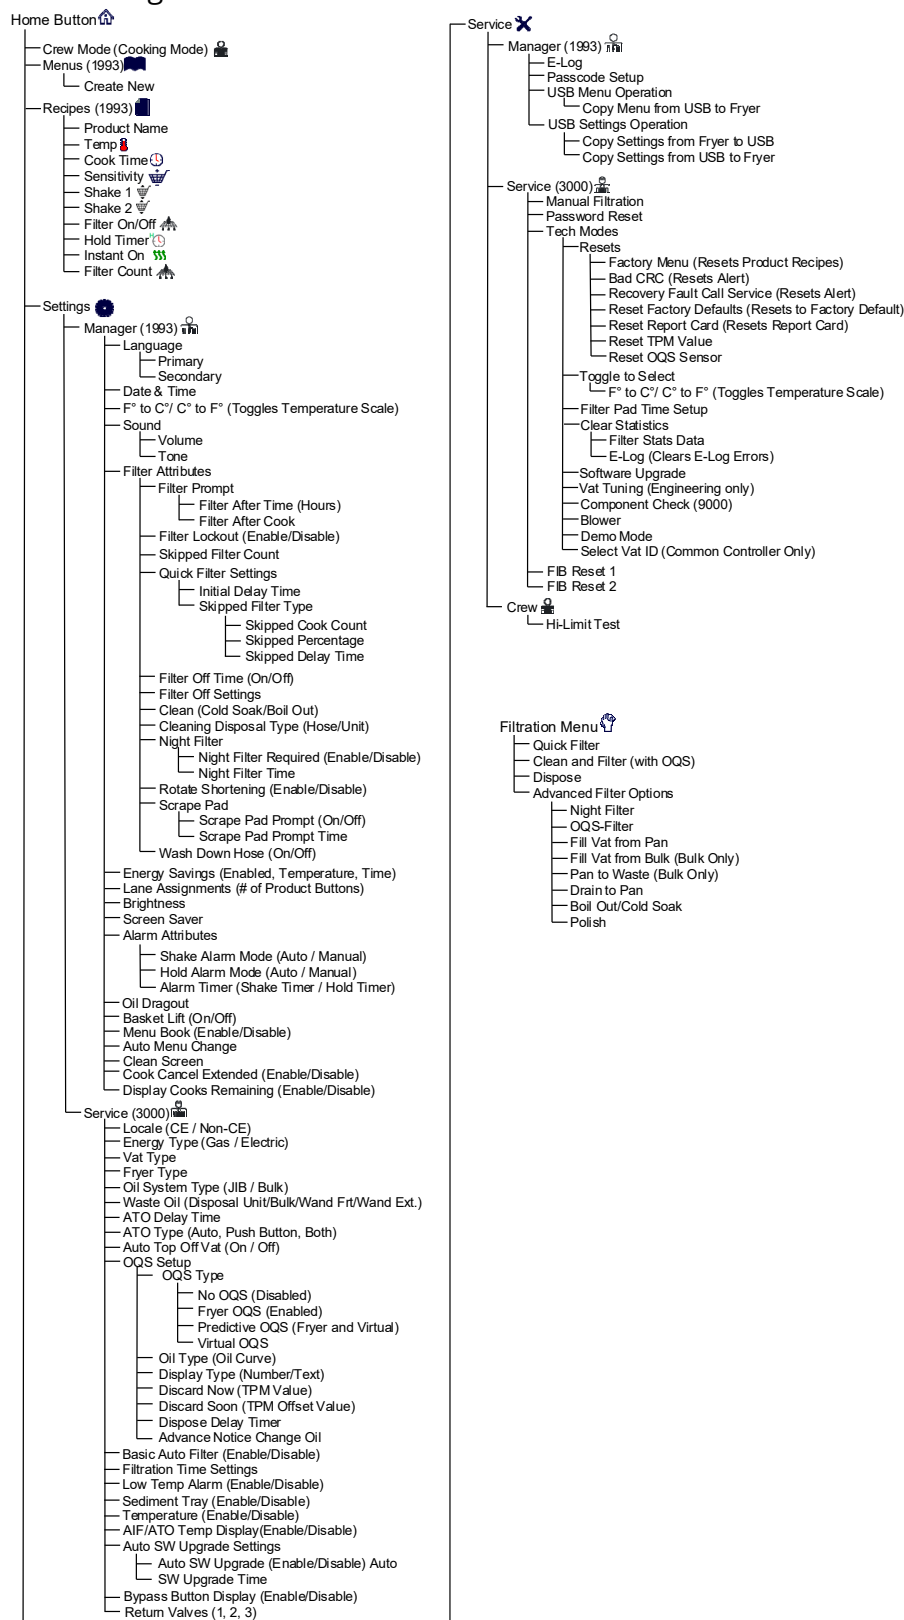 Home Button
Crew Mode (Cooking Mode)
Menus (1993)
Create New
Recipes (1993)
Product Name
Temp
Cook Time
Sensitivity
Shake 1
Shake 2
Filter On/Off
Hold Timer
Instant On
Filter Count
Settings
Manager (1993)
Language
Primary
Secondary
Date & Time
F° to C°/ C° to F° (Toggles Temperature Scale)
Sound
Volume
Tone
Filter Attributes
Filter Prompt
Filter After Time (Hours)
Filter After Cook
Filter Lockout (Enable/Disable)
Skipped Filter Count
Quick Filter Settings
Initial Delay Time
Skipped Filter Type
Skipped Cook Count
Skipped Percentage
Skipped Delay Time
Filter Off Time (On/Off)
Filter Off Settings
Clean (Cold Soak/Boil Out)
Cleaning Disposal Type (Hose/Unit)
Night Filter
Night Filter Required (Enable/Disable)
Night Filter Time
Rotate Shortening (Enable/Disable)
Scrape Pad
Scrape Pad Prompt (On/Off)
Scrape Pad Prompt Time
Wash Down Hose (On/Off)
Energy Savings (Enabled, Temperature, Time)
Lane Assignments (# of Product Buttons)
Brightness
Screen Saver
Alarm Attributes
Shake Alarm Mode (Auto / Manual)
Hold Alarm Mode (Auto / Manual)
Alarm Timer (Shake Timer / Hold Timer)
Oil Dragout
Basket Lift (On/Off)
Menu Book (Enable/Disable)
Auto Menu Change
Clean Screen
Cook Cancel Extended (Enable/Disable)
Display Cooks Remaining (Enable/Disable)
Service (3000)
Locale (CE / Non-CE)
Energy Type (Gas / Electric)
Vat Type
Fryer Type
Oil System Type (JIB / Bulk)
Waste Oil (Disposal Unit/Bulk/Wand Frt/Wand Ext.)
ATO Delay Time
ATO Type (Auto, Push Button, Both)
Auto Top Off Vat (On / Off)
OQS Setup
OQS Type
No OQS (Disabled)
Fryer OQS (Enabled)
Predictive OQS (Fryer and Virtual)
Virtual OQS
Oil Type (Oil Curve)
Display Type (Number/Text)
Discard Now (TPM Value)
Discard Soon (TPM Offset Value)
Dispose Delay Timer
Advance Notice Change Oil
Basic Auto Filter (Enable/Disable)
Filtration Time Settings
Low Temp Alarm (Enable/Disable)
Sediment Tray (Enable/Disable)
Temperature (Enable/Disable)
AIF/ATO Temp Display(Enable/Disable)
Auto SW Upgrade Settings
Auto SW Upgrade (Enable/Disable) Auto
SW Upgrade Time
Bypass Button Display (Enable/Disable)
Return Valves (1, 2, 3)
Service
Manager (1993)
E-Log
Passcode Setup
USB Menu Operation
Copy Menu from USB to Fryer
USB Settings Operation
Copy Settings from Fryer to USB
Copy Settings from USB to Fryer
Service (3000)
Manual Filtration
Password Reset
Tech Modes
Resets
Factory Menu (Resets Product Recipes)
Bad CRC (Resets Alert)
Recovery Fault Call Service (Resets Alert)
Reset Factory Defaults (Resets to Factory Default)
Reset Report Card (Resets Report Card)
Reset TPM Value
Reset OQS Sensor
Toggle to Select
F° to C°/ C° to F° (Toggles Temperature Scale)
Filter Pad Time Setup
Clear Statistics
Filter Stats Data
E-Log (Clears E-Log Errors)
Software Upgrade
Vat Tuning (Engineering only)
Component Check (9000)
Blower
Demo Mode
Select Vat ID (Common Controller Only)
FIB Reset 1
FIB Reset 2
Crew
Hi-Limit Test
Filtration Menu
Quick Filter
Clean and Filter (with OQS)
Dispose
Advanced Filter Options
Night Filter
OQS-Filter
Fill Vat from Pan
Fill Vat from Bulk (Bulk Only)
Pan to Waste (Bulk Only)
Drain to Pan
Boil Out/Cold Soak
Polish